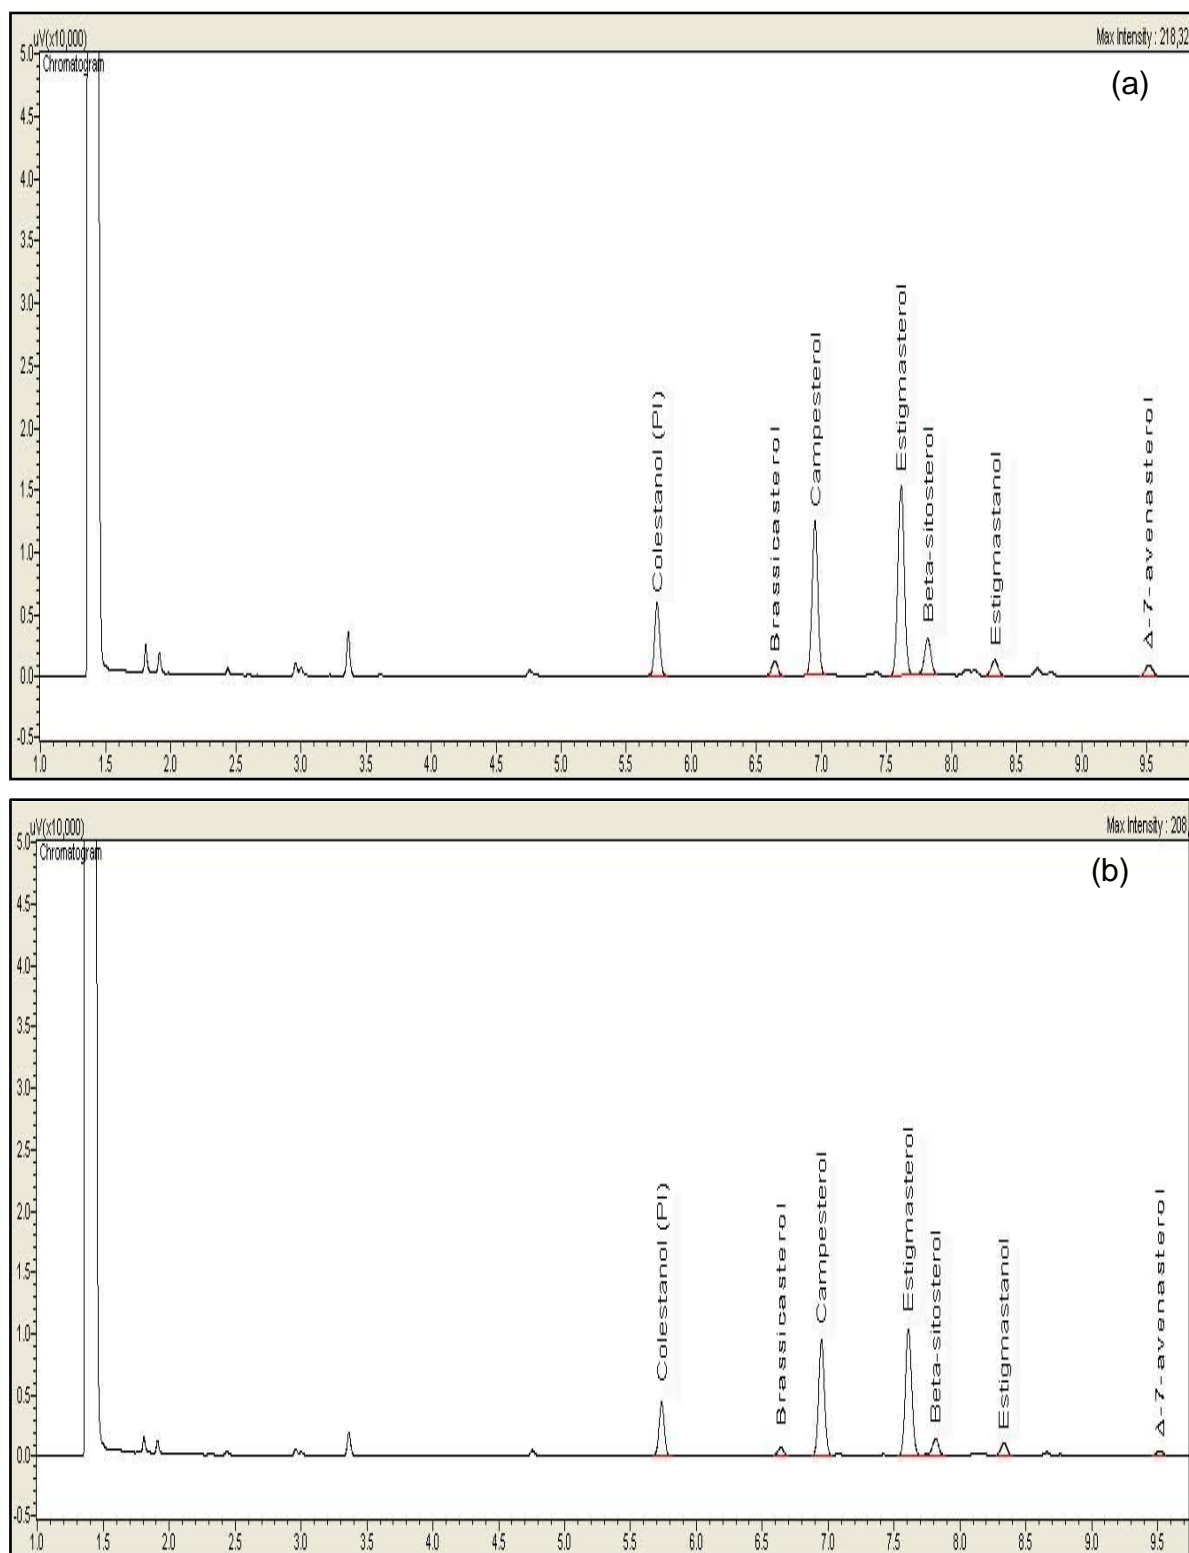 uV(x10,000)
Max Intensity : 218,32
Chromatogram
(a)
5.0
4.5
4.0
3.5
3.0
2.5
2.0
1.5
1.0
0.5
0.0
-0.5
Colestanol (PI)
Brassicasterol
Campesterol
Estigmasterol
Beta-sitosterol
Estigmastanol
Δ-7-avenasterol
1.0 1.5 2.0 2.5 3.0 3.5 4.0 4.5 5.0 5.5 6.0 6.5 7.0 7.5 8.0 8.5 9.0 9.5
uV(x10,000)
Max Intensity : 208,
Chromatogram
(b)
5.0
4.5
4.0
3.5
3.0
2.5
2.0
1.5
1.0
0.5
0.0
-0.5
Colestanol (PI)
Brassicasterol
Campesterol
Estigmasterol
Beta-sitosterol
Estigmastanol
Δ-7-avenasterol
1.0 1.5 2.0 2.5 3.0 3.5 4.0 4.5 5.0 5.5 6.0 6.5 7.0 7.5 8.0 8.5 9.0 9.5